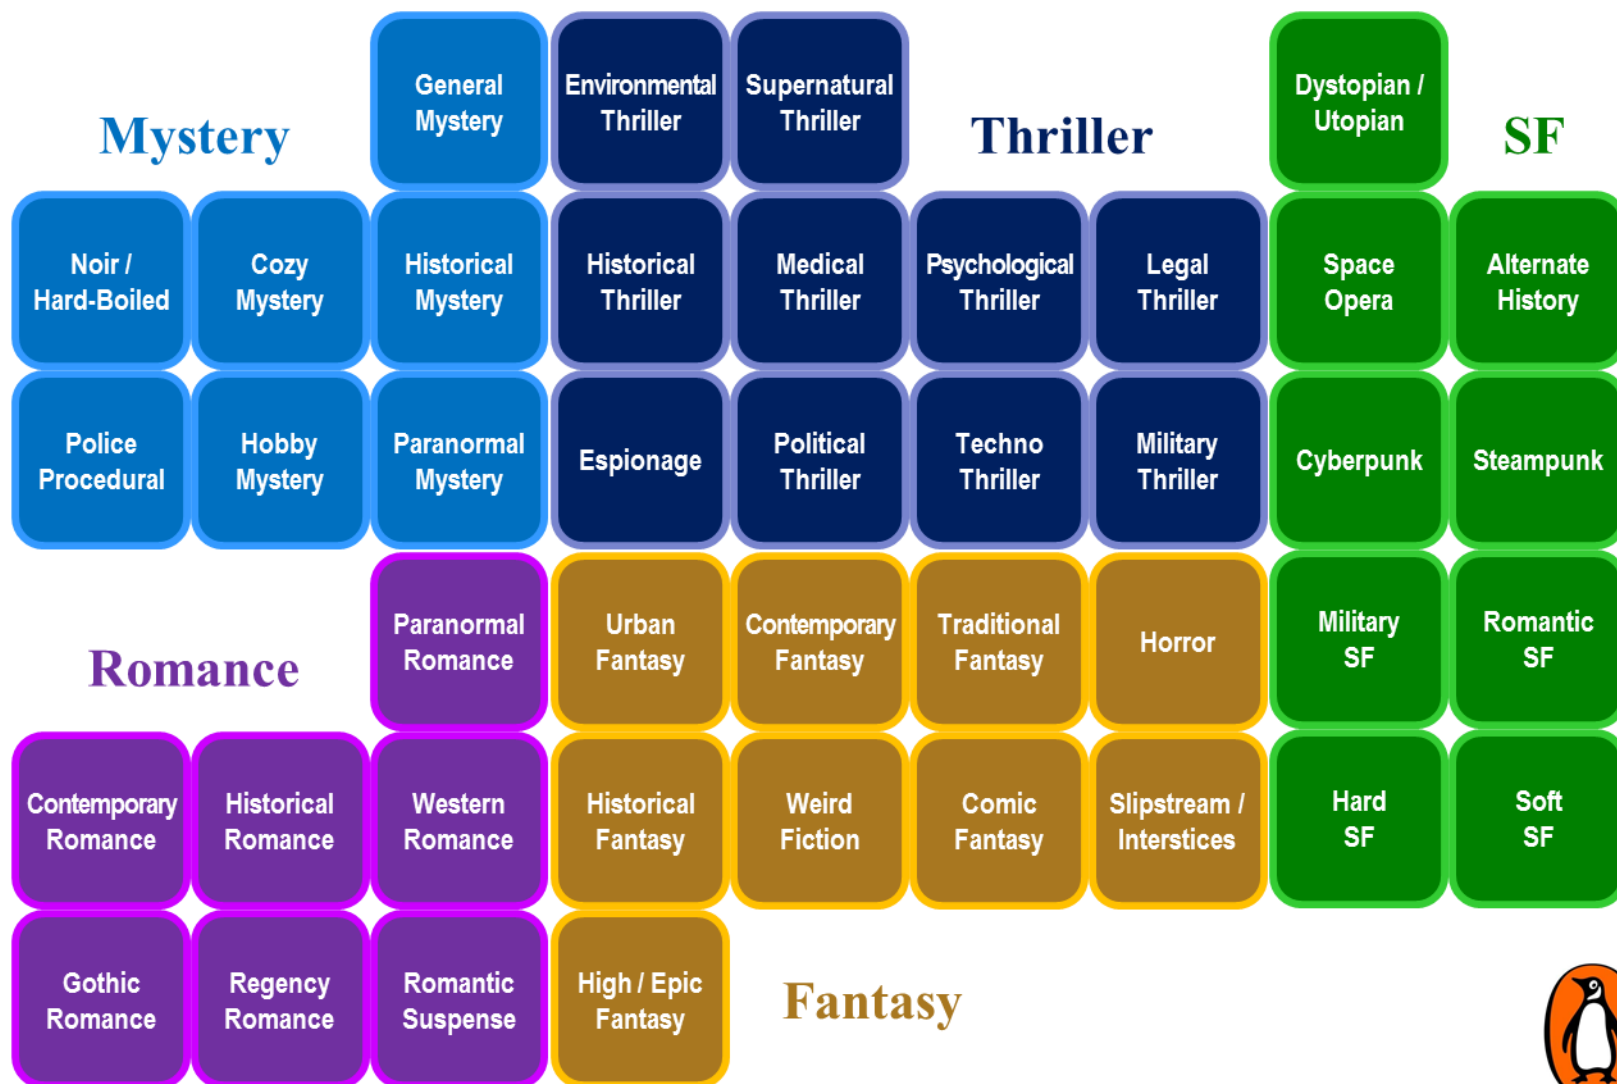 General
Mystery
Environmental
Thriller
Supernatural
Thriller
Dystopian /
Utopian
Mystery
Thriller
SF
Noir /
Hard-Boiled
Cozy
Mystery
Historical
Mystery
Historical
Thriller
Medical
Thriller
Psychological
Thriller
Legal
Thriller
Space
Opera
Alternate
History
Police
Procedural
Hobby
Mystery
Paranormal
Mystery
Espionage
Political
Thriller
Techno
Thriller
Military
Thriller
Cyberpunk
Steampunk
Romance
Paranormal
Romance
Urban
Fantasy
Contemporary
Fantasy
Traditional
Fantasy
Horror
Military
SF
Romantic
SF
Contemporary
Romance
Historical
Romance
Western
Romance
Historical
Fantasy
Weird
Fiction
Comic
Fantasy
Slipstream /
Interstices
Hard
SF
Soft
SF
Gothic
Romance
Regency
Romance
Romantic
Suspense
High / Epic
Fantasy
Fantasy